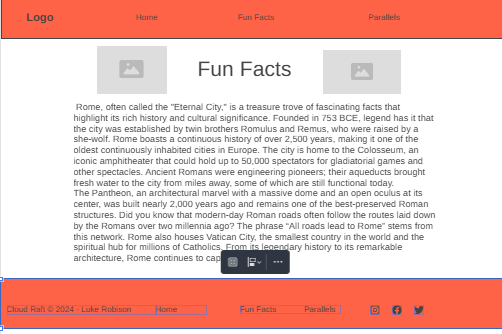 Logo
Home
Fun Facts
Parallels
Fun Facts
Rome, often called the "Eternal City," is a treasure trove of fascinating facts that
highlight its rich history and cultural significance. Founded in 753 BCE, legend has it that
the city was established by twin brothers Romulus and Remus, who were raised by a
she-wolf. Rome boasts a continuous history of over 2,500 years, making it one of the
oldest continuously inhabited cities in Europe. The city is home to the Colosseum, an
iconic amphitheater that could hold up to 50,000 spectators for gladiatorial games and
other spectacles. Ancient Romans were engineering pioneers; their aqueducts brought
fresh water to the city from miles away, some of which are still functional today.
The Pantheon, an architectural marvel with a massive dome and an open oculus at its
center, was built nearly 2,000 years ago and remains one of the best-preserved Roman
structures. Did you know that modern-day Roman roads often follow the routes laid down
by the Romans over two millennia ago? The phrase “All roads lead to Rome” stems from
this network. Rome also houses Vatican City, the smallest country in the world and the
spiritual hub for millions of Catholics. From its legendary history to its remarkable
architecture, Rome continues to cap
Cloud Raft © 2024 - Luke Robison
Home
Fun Facts
Parallels